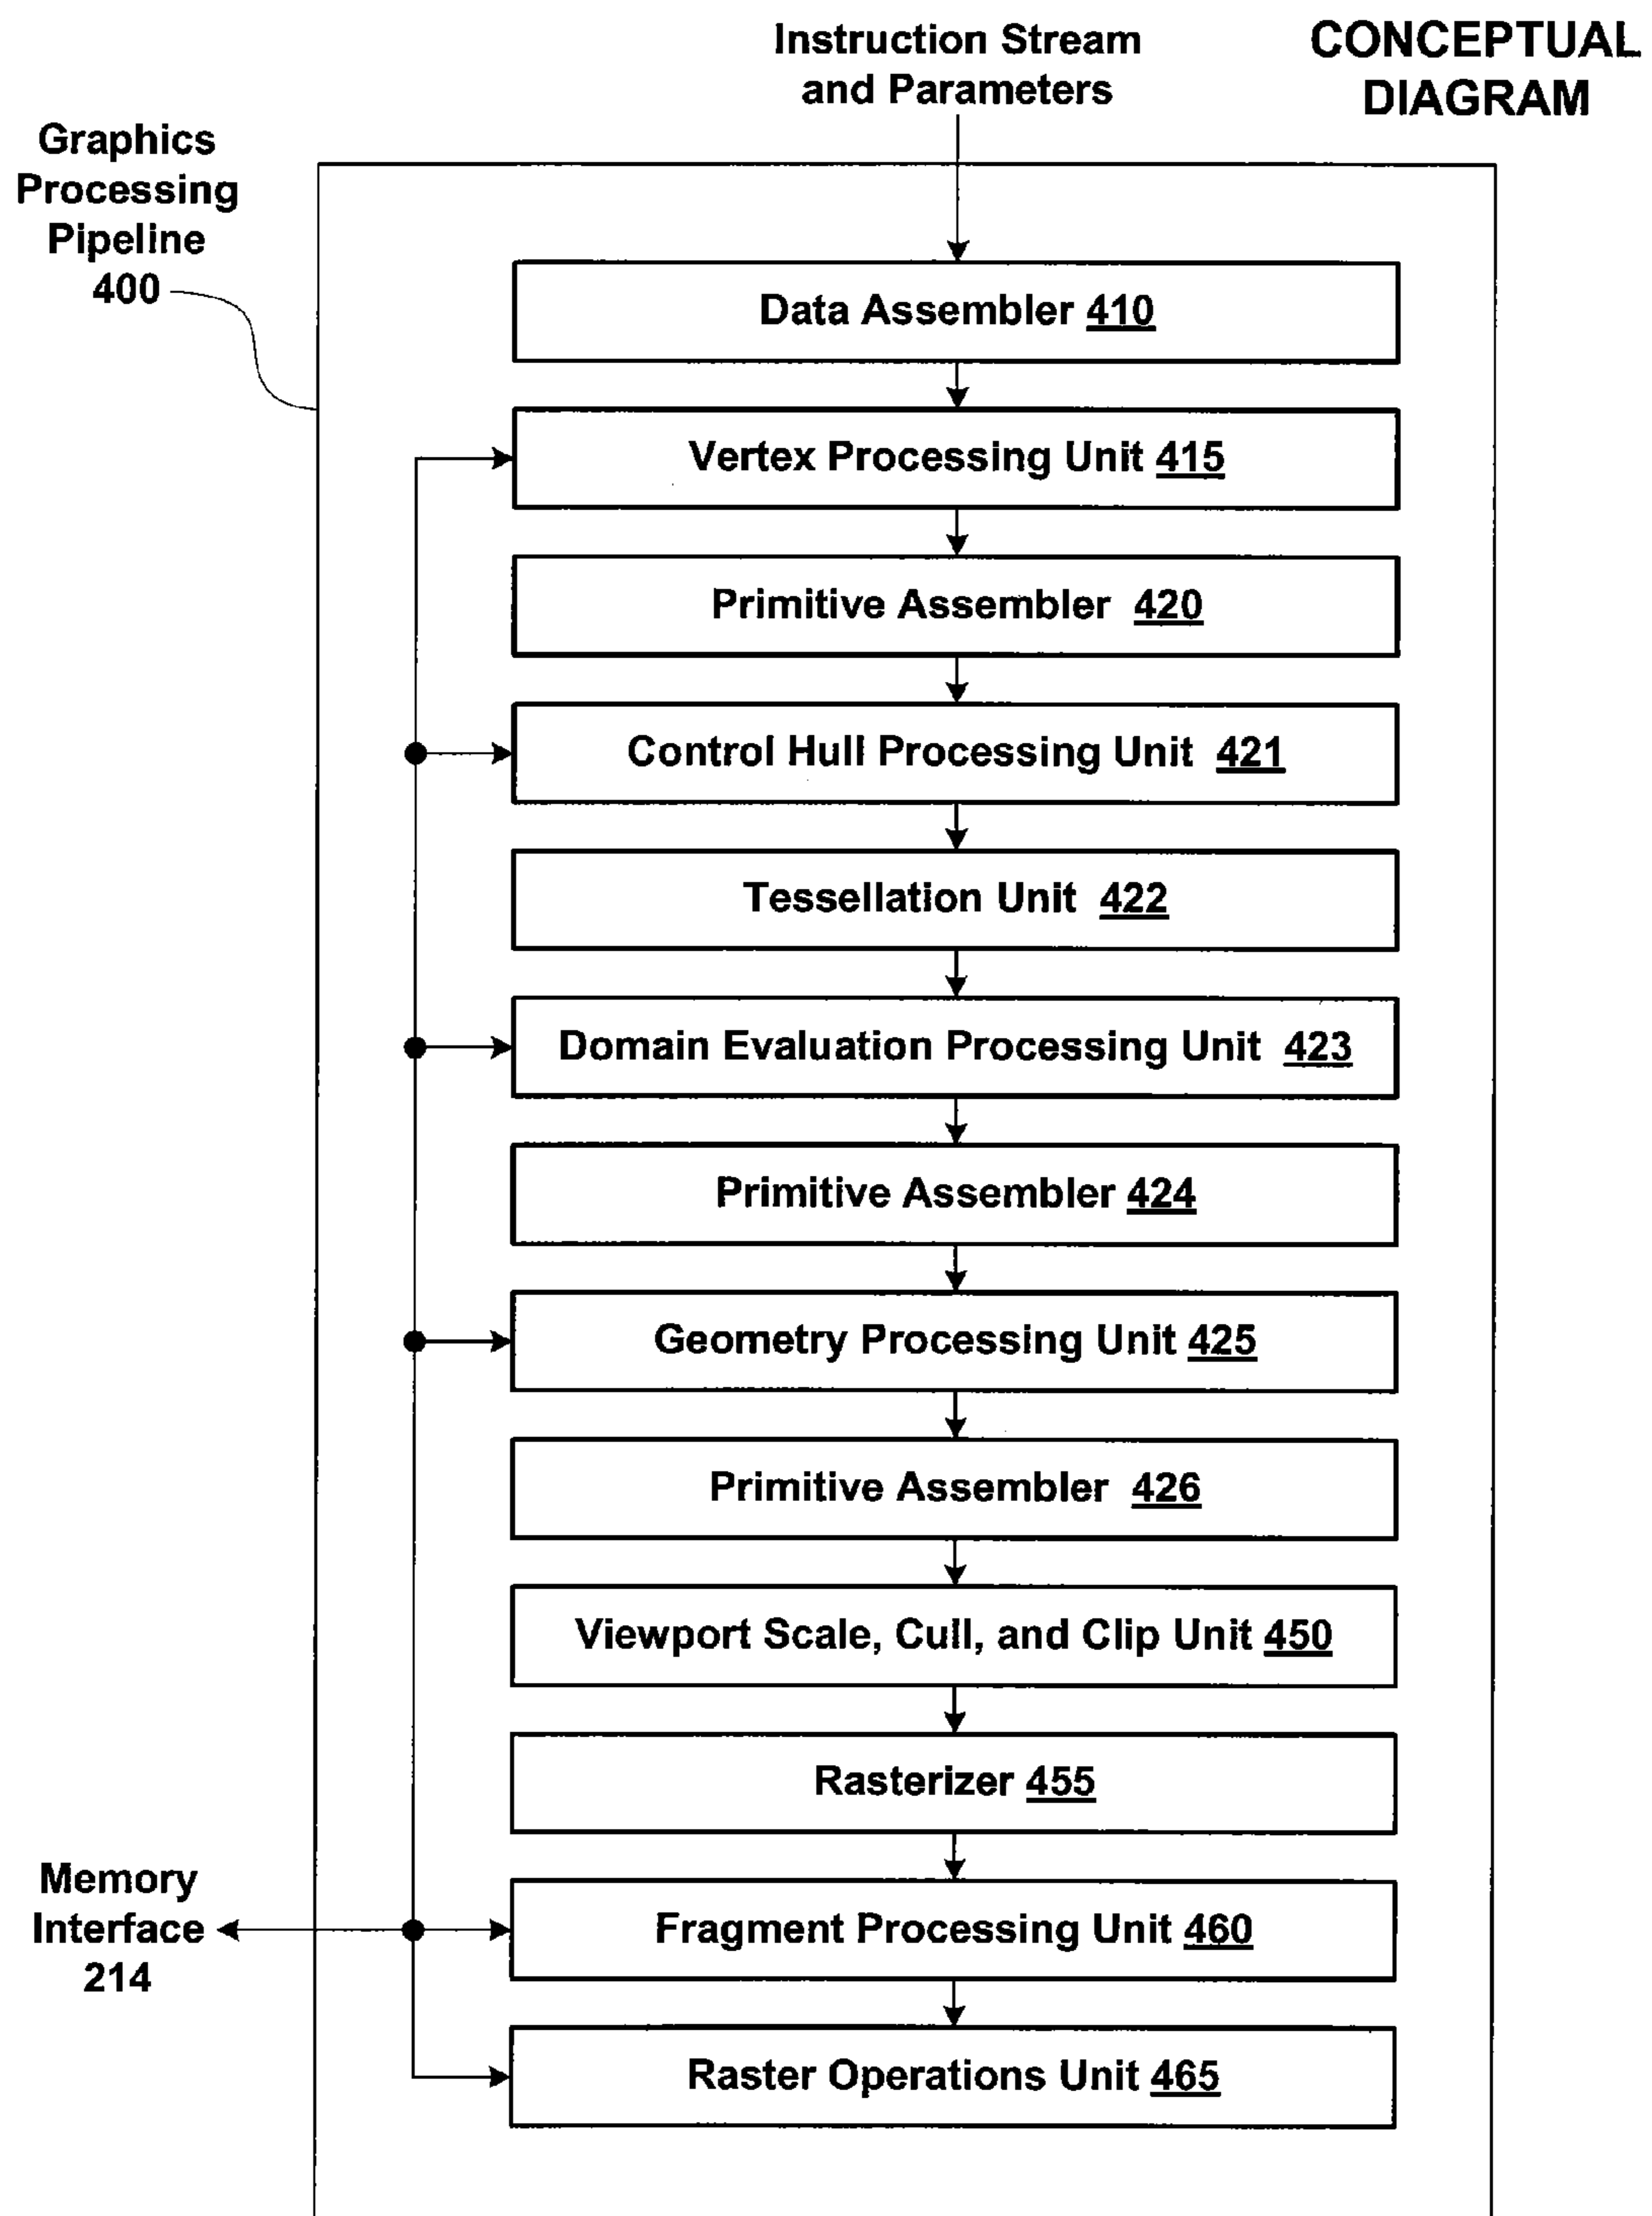 Instruction Stream
and Parameters
CONCEPTUAL
DIAGRAM
Graphics
Processing
Pipeline
400
Data Assembler 410
Vertex Processing Unit 415
Primitive Assembler 420
Control Hull Processing Unit 421
Tessellation Unit 422
Domain Evaluation Processing Unit 423
Primitive Assembler 424
Geometry Processing Unit 425
Primitive Assembler 426
Viewport Scale, Cull, and Clip Unit 450
Rasterizer 455
Memory
Interface
214
Fragment Processing Unit 460
Raster Operations Unit 465